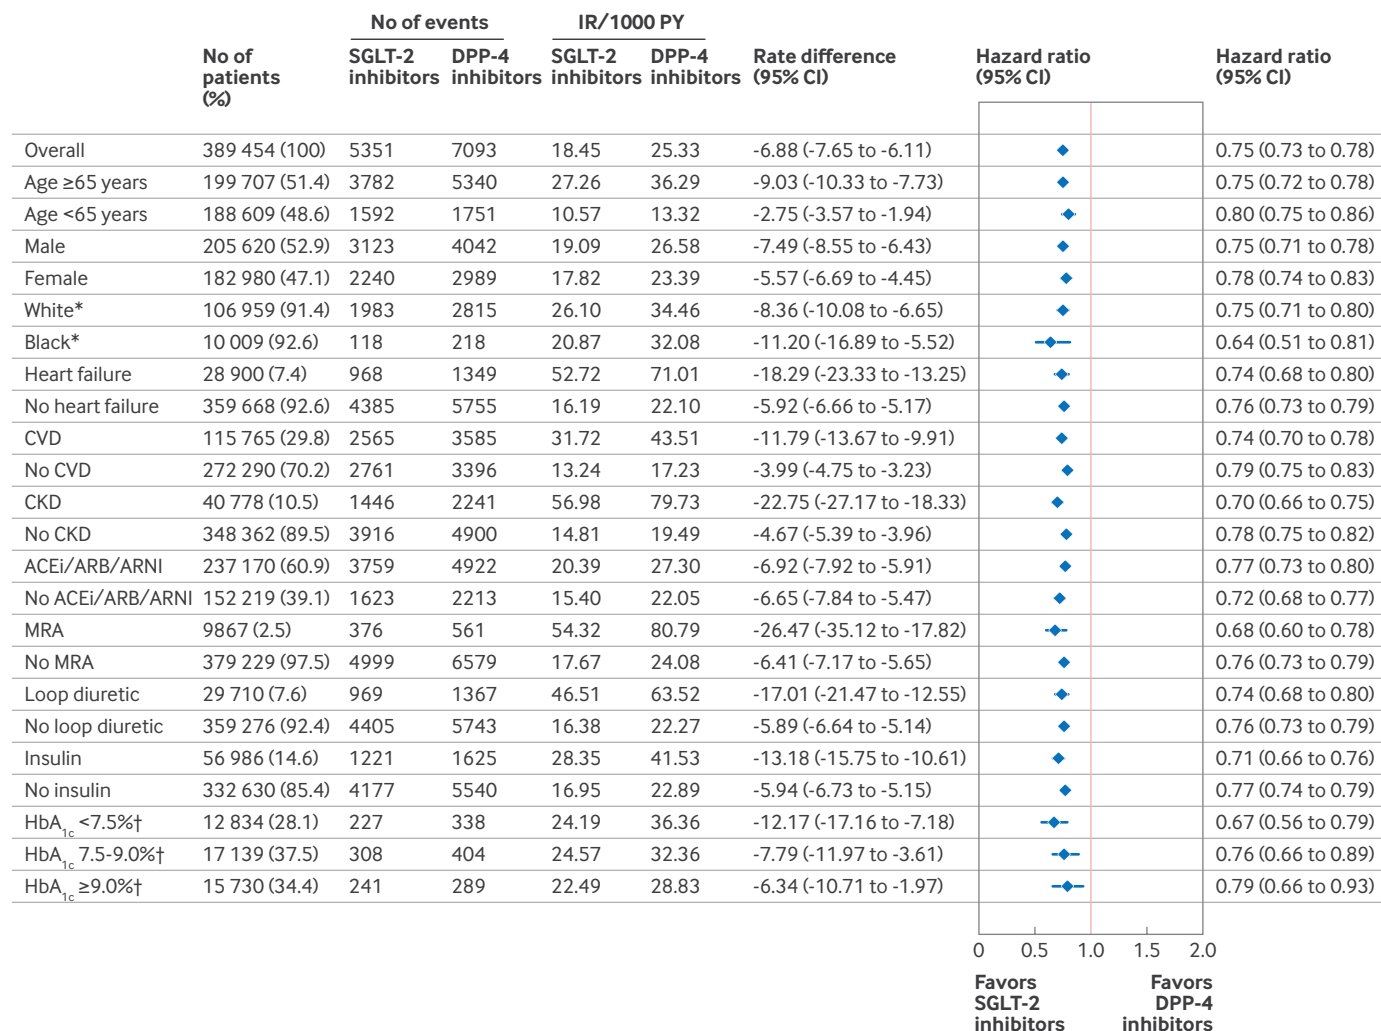 No of events IR/1000 PY
No of patients (%) SGLT-2 inhibitors DPP-4 inhibitors SGLT-2 inhibitors DPP-4 inhibitors Rate difference (95% CI) Hazard ratio (95% CI) Hazard ratio (95% CI)
Overall 389 454 (100) 5351 7093 18.45 25.33 -6.88 (-7.65 to -6.11) 0.75 (0.73 to 0.78)
Age ≥65 years 199 707 (51.4) 3782 5340 27.26 36.29 -9.03 (-10.33 to -7.73) 0.75 (0.72 to 0.78)
Age <65 years 188 609 (48.6) 1592 1751 10.57 13.32 -2.75 (-3.57 to -1.94) 0.80 (0.75 to 0.86)
Male 205 620 (52.9) 3123 4042 19.09 26.58 -7.49 (-8.55 to -6.43) 0.75 (0.71 to 0.78)
Female 182 980 (47.1) 2240 2989 17.82 23.39 -5.57 (-6.69 to -4.45) 0.78 (0.74 to 0.83)
White* 106 959 (91.4) 1983 2815 26.10 34.46 -8.36 (-10.08 to -6.65) 0.75 (0.71 to 0.80)
Black* 10 009 (92.6) 118 218 20.87 32.08 -11.20 (-16.89 to -5.52) 0.64 (0.51 to 0.81)
Heart failure 28 900 (7.4) 968 1349 52.72 71.01 -18.29 (-23.33 to -13.25) 0.74 (0.68 to 0.80)
No heart failure 359 668 (92.6) 4385 5755 16.19 22.10 -5.92 (-6.66 to -5.17) 0.76 (0.73 to 0.79)
CVD 115 765 (29.8) 2565 3585 31.72 43.51 -11.79 (-13.67 to -9.91) 0.74 (0.70 to 0.78)
No CVD 272 290 (70.2) 2761 3396 13.24 17.23 -3.99 (-4.75 to -3.23) 0.79 (0.75 to 0.83)
CKD 40 778 (10.5) 1446 2241 56.98 79.73 -22.75 (-27.17 to -18.33) 0.70 (0.66 to 0.75)
No CKD 348 362 (89.5) 3916 4900 14.81 19.49 -4.67 (-5.39 to -3.96) 0.78 (0.75 to 0.82)
ACEi/ARB/ARNI 237 170 (60.9) 3759 4922 20.39 27.30 -6.92 (-7.92 to -5.91) 0.77 (0.73 to 0.80)
No ACEi/ARB/ARNI 152 219 (39.1) 1623 2213 15.40 22.05 -6.65 (-7.84 to -5.47) 0.72 (0.68 to 0.77)
MRA 9867 (2.5) 376 561 54.32 80.79 -26.47 (-35.12 to -17.82) 0.68 (0.60 to 0.78)
No MRA 379 229 (97.5) 4999 6579 17.67 24.08 -6.41 (-7.17 to -5.65) 0.76 (0.73 to 0.79)
Loop diuretic 29 710 (7.6) 969 1367 46.51 63.52 -17.01 (-21.47 to -12.55) 0.74 (0.68 to 0.80)
No loop diuretic 359 276 (92.4) 4405 5743 16.38 22.27 -5.89 (-6.64 to -5.14) 0.76 (0.73 to 0.79)
Insulin 56 986 (14.6) 1221 1625 28.35 41.53 -13.18 (-15.75 to -10.61) 0.71 (0.66 to 0.76)
No insulin 332 630 (85.4) 4177 5540 16.95 22.89 -5.94 (-6.73 to -5.15) 0.77 (0.74 to 0.79)
HbA1c <7.5%† 12 834 (28.1) 227 338 24.19 36.36 -12.17 (-17.16 to -7.18) 0.67 (0.56 to 0.79)
HbA1c 7.5-9.0%† 17 139 (37.5) 308 404 24.57 32.36 -7.79 (-11.97 to -3.61) 0.76 (0.66 to 0.89)
HbA1c ≥9.0%† 15 730 (34.4) 241 289 22.49 28.83 -6.34 (-10.71 to -1.97) 0.79 (0.66 to 0.93)
0 0.5 1.0 1.5 2.0
Favors SGLT-2 inhibitors Favors DPP-4 inhibitors